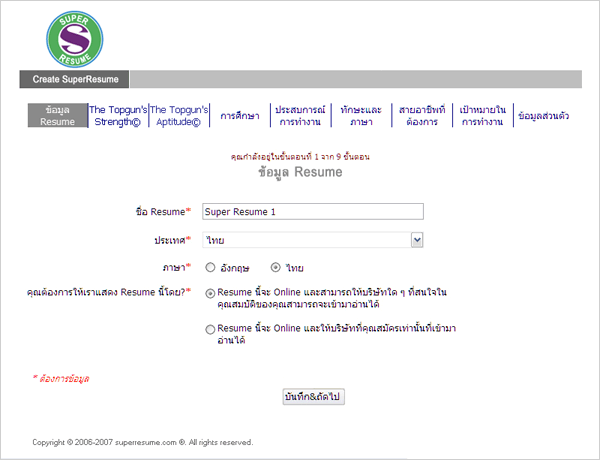 SUPER
S
RESUME
Create SuperResume
ข้อมูล
Resume
The Topgun's
Strength©
The Topgun's
Aptitude©
การศึกษา
ประสบการณ์
การทำงาน
ทักษะและ
ภาษา
สายอาชีพที่
ต้องการ
เป้าหมายใน
การทำงาน
ข้อมูลส่วนตัว
คุณกำลังอยู่ในขั้นตอนที่ 1 จาก 9 ขั้นตอน
ข้อมูล Resume
ชื่อ Resume* Super Resume 1
ประเทศ* ไทย
ภาษา* อังกฤษ ไทย
คุณต้องการให้เราแสดง Resume นี้โดย?* Resume นี้จะ Online และสามารถให้บริษัทใด ๆ ที่สนใจใน
คุณสมบัติของคุณสามารถจะเข้ามาอ่านได้
Resume นี้จะ Online และให้บริษัทที่คุณสมัครเท่านั้นที่เข้ามา
อ่านได้
* ต้องการข้อมูล
บันทึก&ถัดไป
Copyright © 2006-2007 superresume.com ®. All rights reserved.